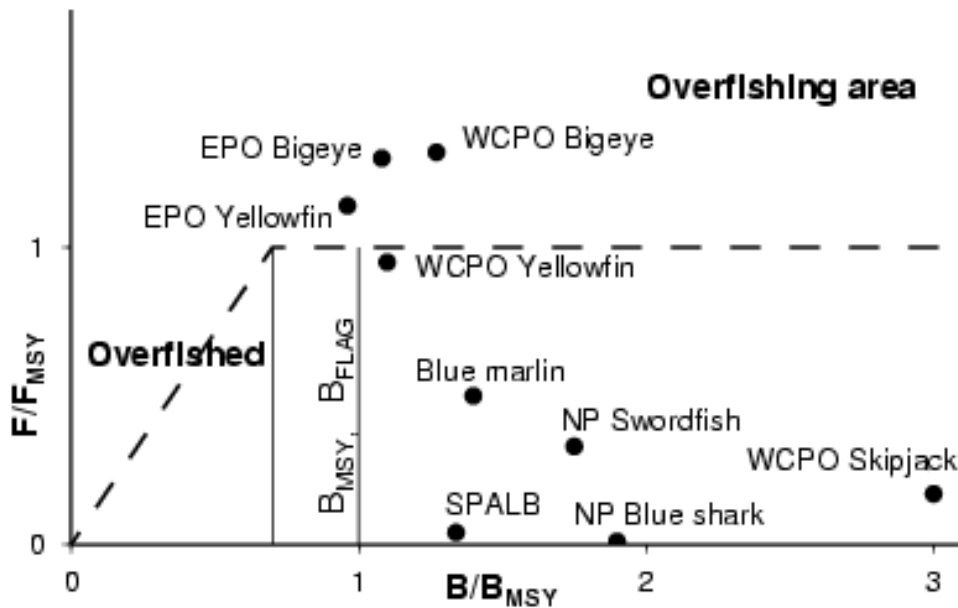 Overfishing area
EPO Bigeye
WCPO Bigeye
EPO Yellowfin
1
WCPO Yellowfin
Overfished
F/FMSY
BMSY, BFLAG
Blue marlin
NP Swordfish
WCPO Skipjack
SPALB
NP Blue shark
0
0 1 2 3
B/BMSY